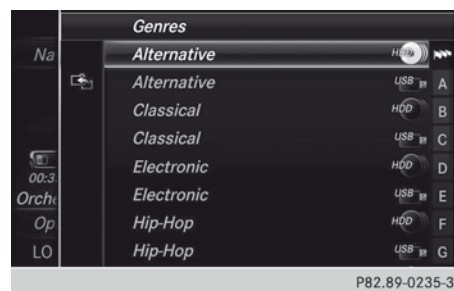 Genres
Na
Alternative HDD
Alternative USB A
Classical HDD B
Classical USB C
Electronic HDD D
00:3
Orche
Electronic USB E
Op
Hip-Hop HDD F
LO
Hip-Hop USB G
P82.89-0235-3